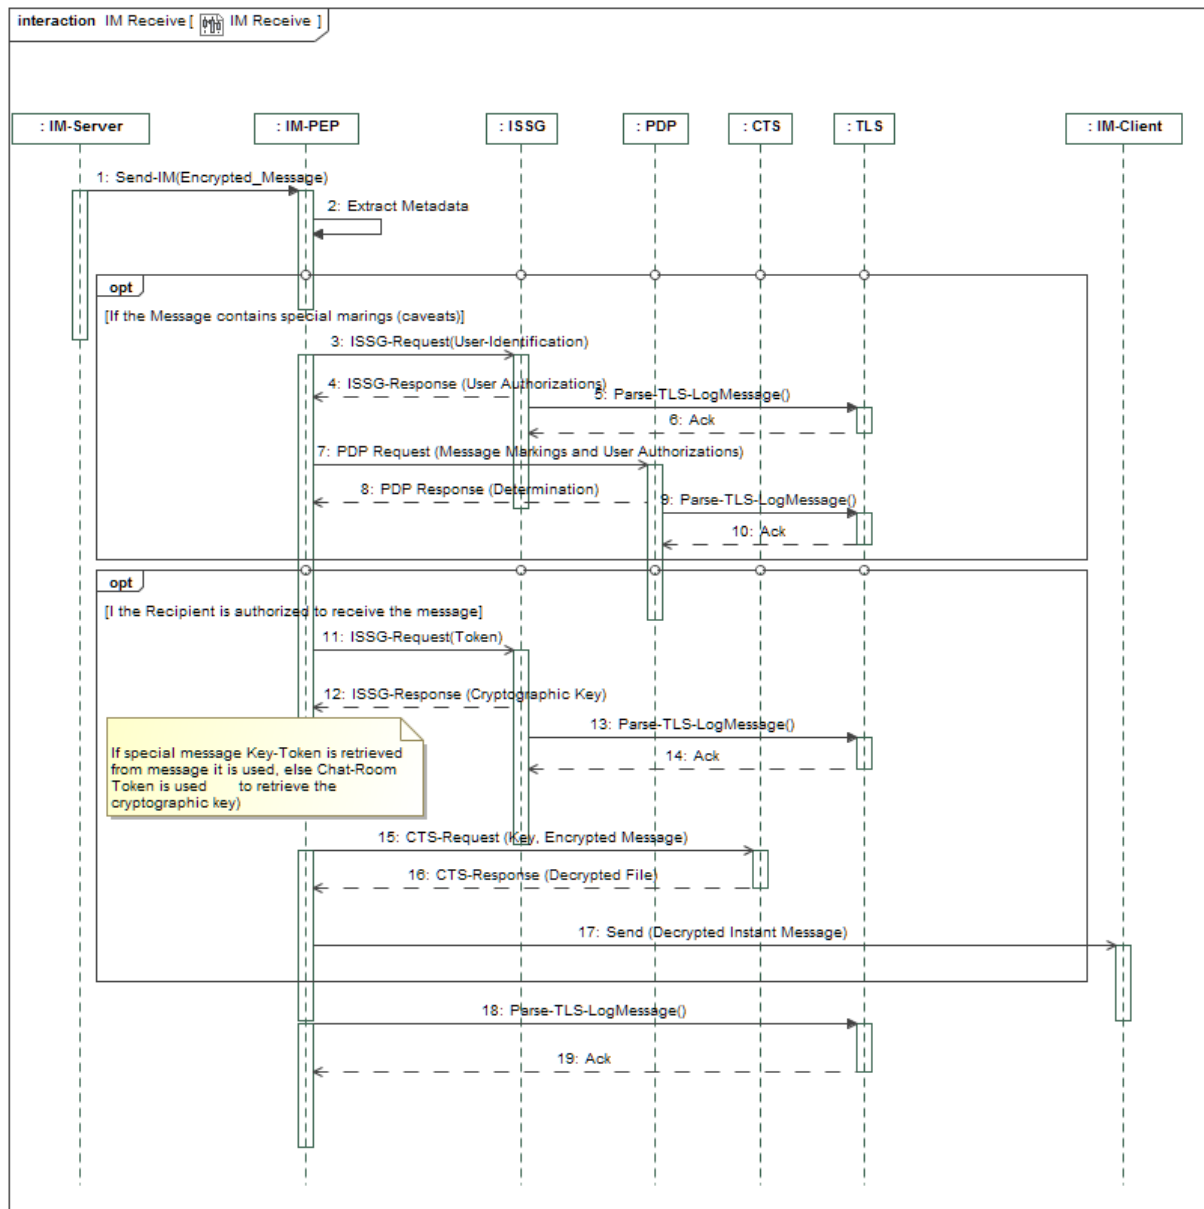 interaction IM Receive [ IM Receive ]
: IM-Server
: IM-PEP
: ISSG
: PDP
: CTS
: TLS
: IM-Client
1: Send-IM(Encrypted_Message)
2: Extract Metadata
opt
[If the Message contains special marings (caveats)]
3: ISSG-Request(User-Identification)
4: ISSG-Response (User Authorizations)
5: Parse-TLS-LogMessage()
6: Ack
7: PDP Request (Message Markings and User Authorizations)
8: PDP Response (Determination)
9: Parse-TLS-LogMessage()
10: Ack
opt
[I the Recipient is authorized to receive the message]
11: ISSG-Request(Token)
12: ISSG-Response (Cryptographic Key)
13: Parse-TLS-LogMessage()
14: Ack
If special message Key-Token is retrieved
from message it is used, else Chat-Room
Token is used to retrieve the
cryptographic key)
15: CTS-Request (Key, Encrypted Message)
16: CTS-Response (Decrypted File)
17: Send (Decrypted Instant Message)
18: Parse-TLS-LogMessage()
19: Ack